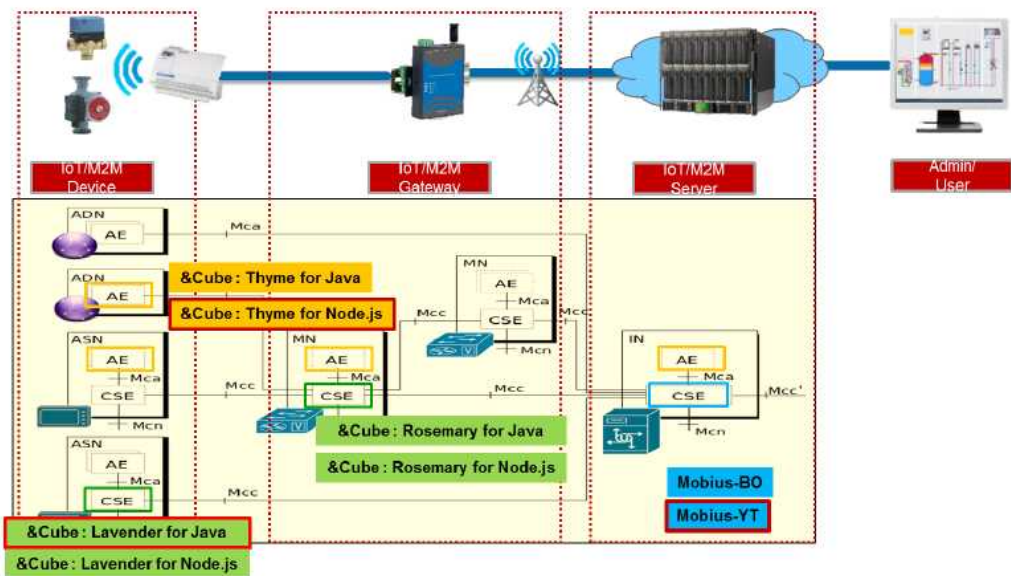 IoT/M2M
Device
IoT/M2M
Gateway
IoT/M2M
Server
Admin/
User
ADN
AE
Mca
ADN
AE
&Cube : Thyme for Java
&Cube : Thyme for Node.js
MN
AE
Mca
CSE
Mcc
Mcc
Mcn
ASN
AE
Mca
CSE
Mcc
Mcn
MN
AE
Mca
CSE
Mcc
IN
AE
Mca
CSE
Mcc'
Mcn
&Cube : Rosemary for Java
&Cube : Rosemary for Node.js
ASN
AE
Mca
CSE
Mcc
Mobius-BO
Mobius-YT
&Cube : Lavender for Java
&Cube : Lavender for Node.js